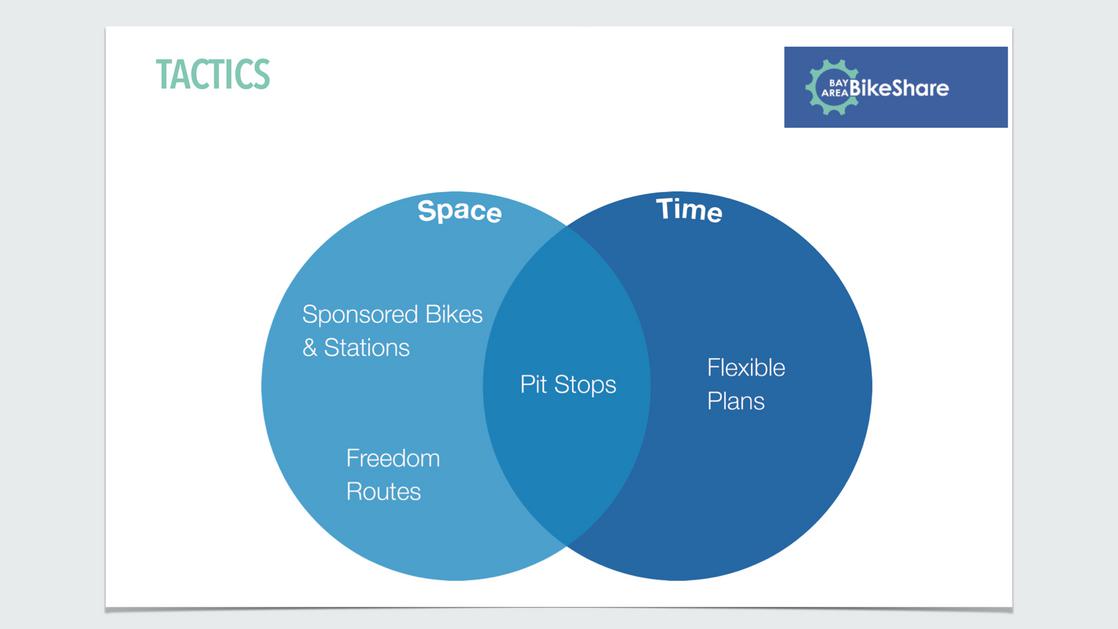 TACTICS
BAY
AREA
BikeShare
Space
Time
Sponsored Bikes
& Stations
Pit Stops
Flexible
Plans
Freedom
Routes